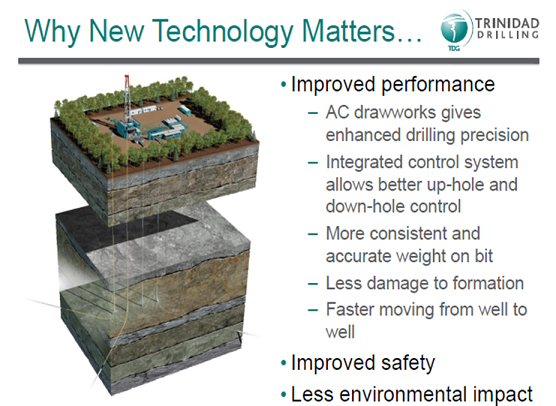 Why New Technology Matters...
TRINIDAD
DRILLING
TDG
• Improved performance
– AC drawworks gives
enhanced drilling precision
– Integrated control system
allows better up-hole and
down-hole control
– More consistent and
accurate weight on bit
– Less damage to formation
– Faster moving from well to
well
• Improved safety
• Less environmental impact